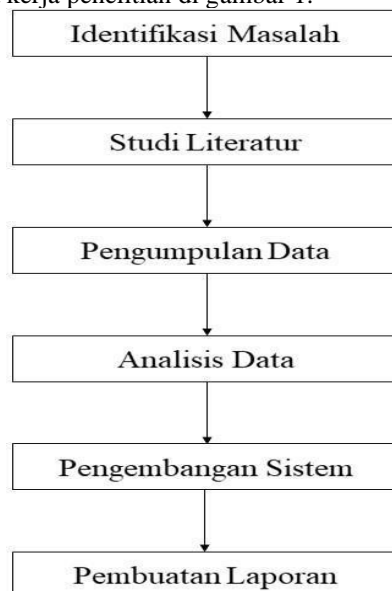 kerja penelitian di gambar 1.
Identifikasi Masalah
Studi Literatur
Pengumpulan Data
Analisis Data
Pengembangan Sistem
Pembuatan Laporan